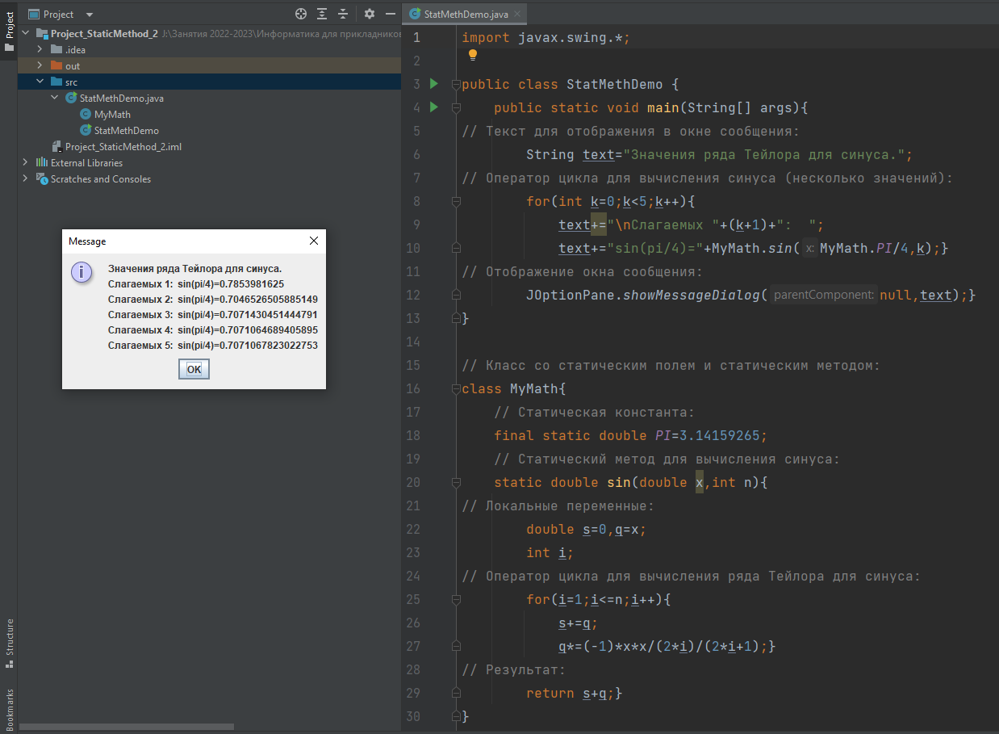 Project
Project
Project_StaticMethod_2 J:\Занятия 2022-2023\Информатика для прикладников
.idea
out
src
StatMethDemo.java
MyMath
StatMethDemo
Project_StaticMethod_2.iml
External Libraries
Scratches and Consoles
Message
Значения ряда Тейлора для синуса.
Слагаемых 1: sin(pi/4)=0.7853981625
Слагаемых 2: sin(pi/4)=0.7046526505885149
Слагаемых 3: sin(pi/4)=0.7071430451444791
Слагаемых 4: sin(pi/4)=0.7071064689405895
Слагаемых 5: sin(pi/4)=0.7071067823022753
OK
Structure
Bookmarks
StatMethDemo.java
1 import javax.swing.*;
2
3 public class StatMethDemo {
4 public static void main(String[] args){
5 // Текст для отображения в окне сообщения:
6 String text="Значения ряда Тейлора для синуса.";
7 // Оператор цикла для вычисления синуса (несколько значений):
8 for(int k=0;k<5;k++){
9 text+="\nСлагаемых "+(k+1)+":  ";
10 text+="sin(pi/4)="+MyMath.sin( x: MyMath.PI/4,k);}
11 // Отображение окна сообщения:
12 JOptionPane.showMessageDialog( parentComponent: null,text);}
13 }
14
15 // Класс со статическим полем и статическим методом:
16 class MyMath{
17 // Статическая константа:
18 final static double PI=3.14159265;
19 // Статический метод для вычисления синуса:
20 static double sin(double x,int n){
21 // Локальные переменные:
22 double s=0,q=x;
23 int i;
24 // Оператор цикла для вычисления ряда Тейлора для синуса:
25 for(i=1;i<=n;i++){
26 s+=q;
27 q*=(-1)*x*x/(2*i)/(2*i+1);}
28 // Результат:
29 return s+q;}
30 }